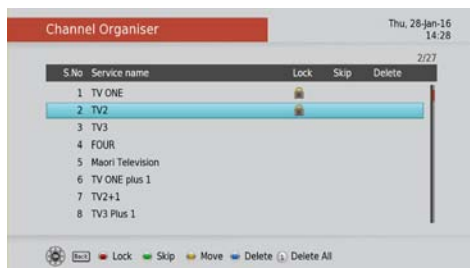 Channel Organiser
Thu, 28-Jan-16
14:28
2/27
S.No Service name Lock Skip Delete
1 TV ONE
2 TV2
3 TV3
4 FOUR
5 Maori Television
6 TV ONE plus 1
7 TV2+1
8 TV3 Plus 1
Back Lock Skip Move Delete Delete All